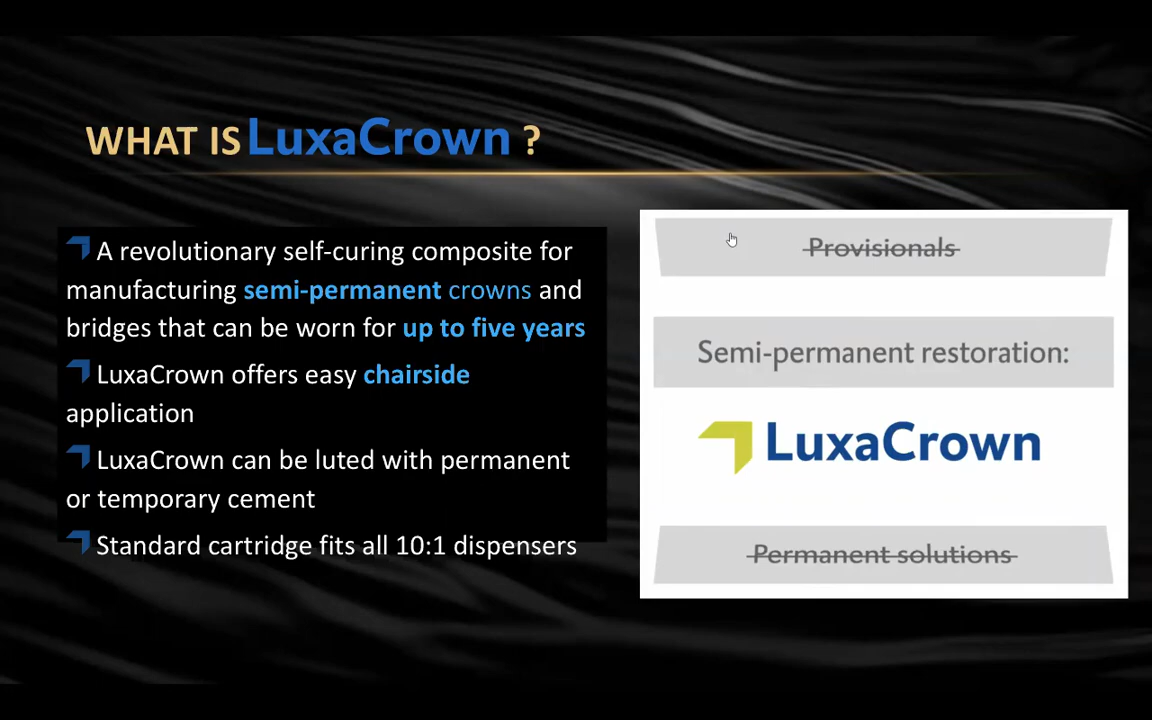 WHAT IS LuxaCrown ?
A revolutionary self-curing composite for
manufacturing semi-permanent crowns and
bridges that can be worn for up to five years
LuxaCrown offers easy chairside
application
LuxaCrown can be luted with permanent
or temporary cement
Standard cartridge fits all 10:1 dispensers
Provisionals
Semi-permanent restoration:
LuxaCrown
Permanent solutions